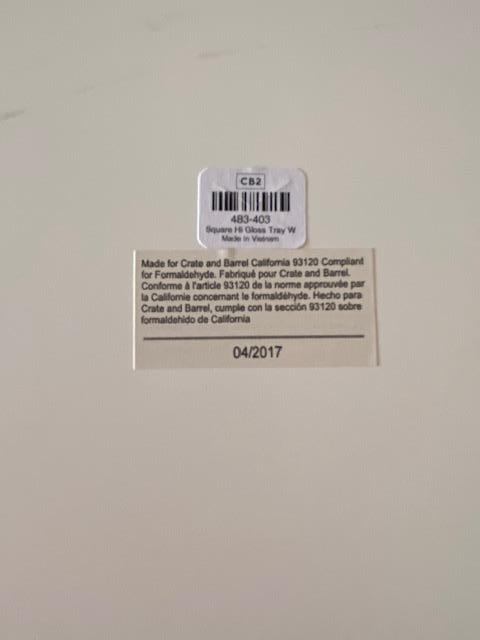 CB2
483-403
Square Hi Gloss Tray W
Made In Vietnam
Made for Crate and Barrel California 93120 Compliant
for Formaldehyde. Fabriqué pour Crate and Barrel.
Conforme à l'article 93120 de la norme approuvée par
la Californie concernant le formaldéhyde. Hecho para
Crate and Barrel, cumple con la sección 93120 sobre
formaldehido de California
04/2017